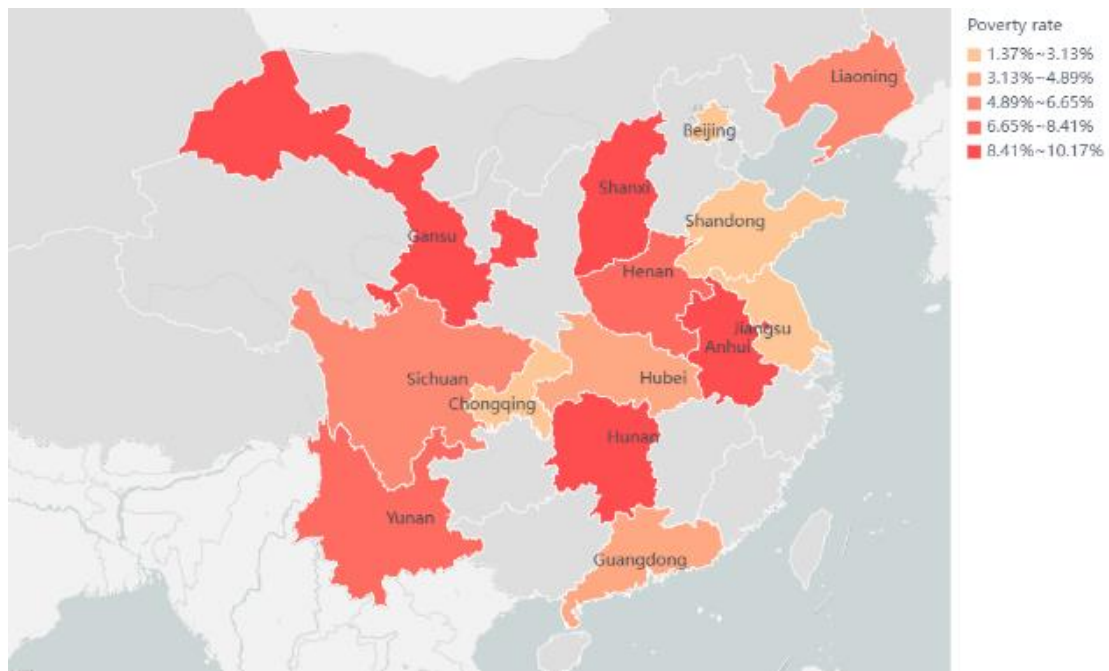 Poverty rate
1.37%~3.13%
3.13%~4.89%
4.89%~6.65%
6.65%~8.41%
8.41%~10.17%
Liaoning
Beijing
Shanxi
Shandong
Gansu
Henan
Jiangsu
Anhui
Sichuan
Hubei
Chongqing
Hunan
Yunan
Guangdong